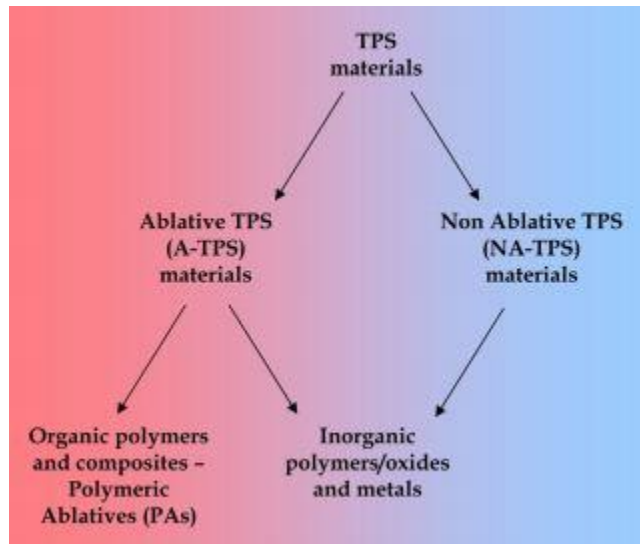 TPS
materials
Ablative TPS
(A-TPS)
materials
Non Ablative TPS
(NA-TPS)
materials
Organic polymers
and composites –
Polymeric
Ablatives (PAs)
Inorganic
polymers/oxides
and metals